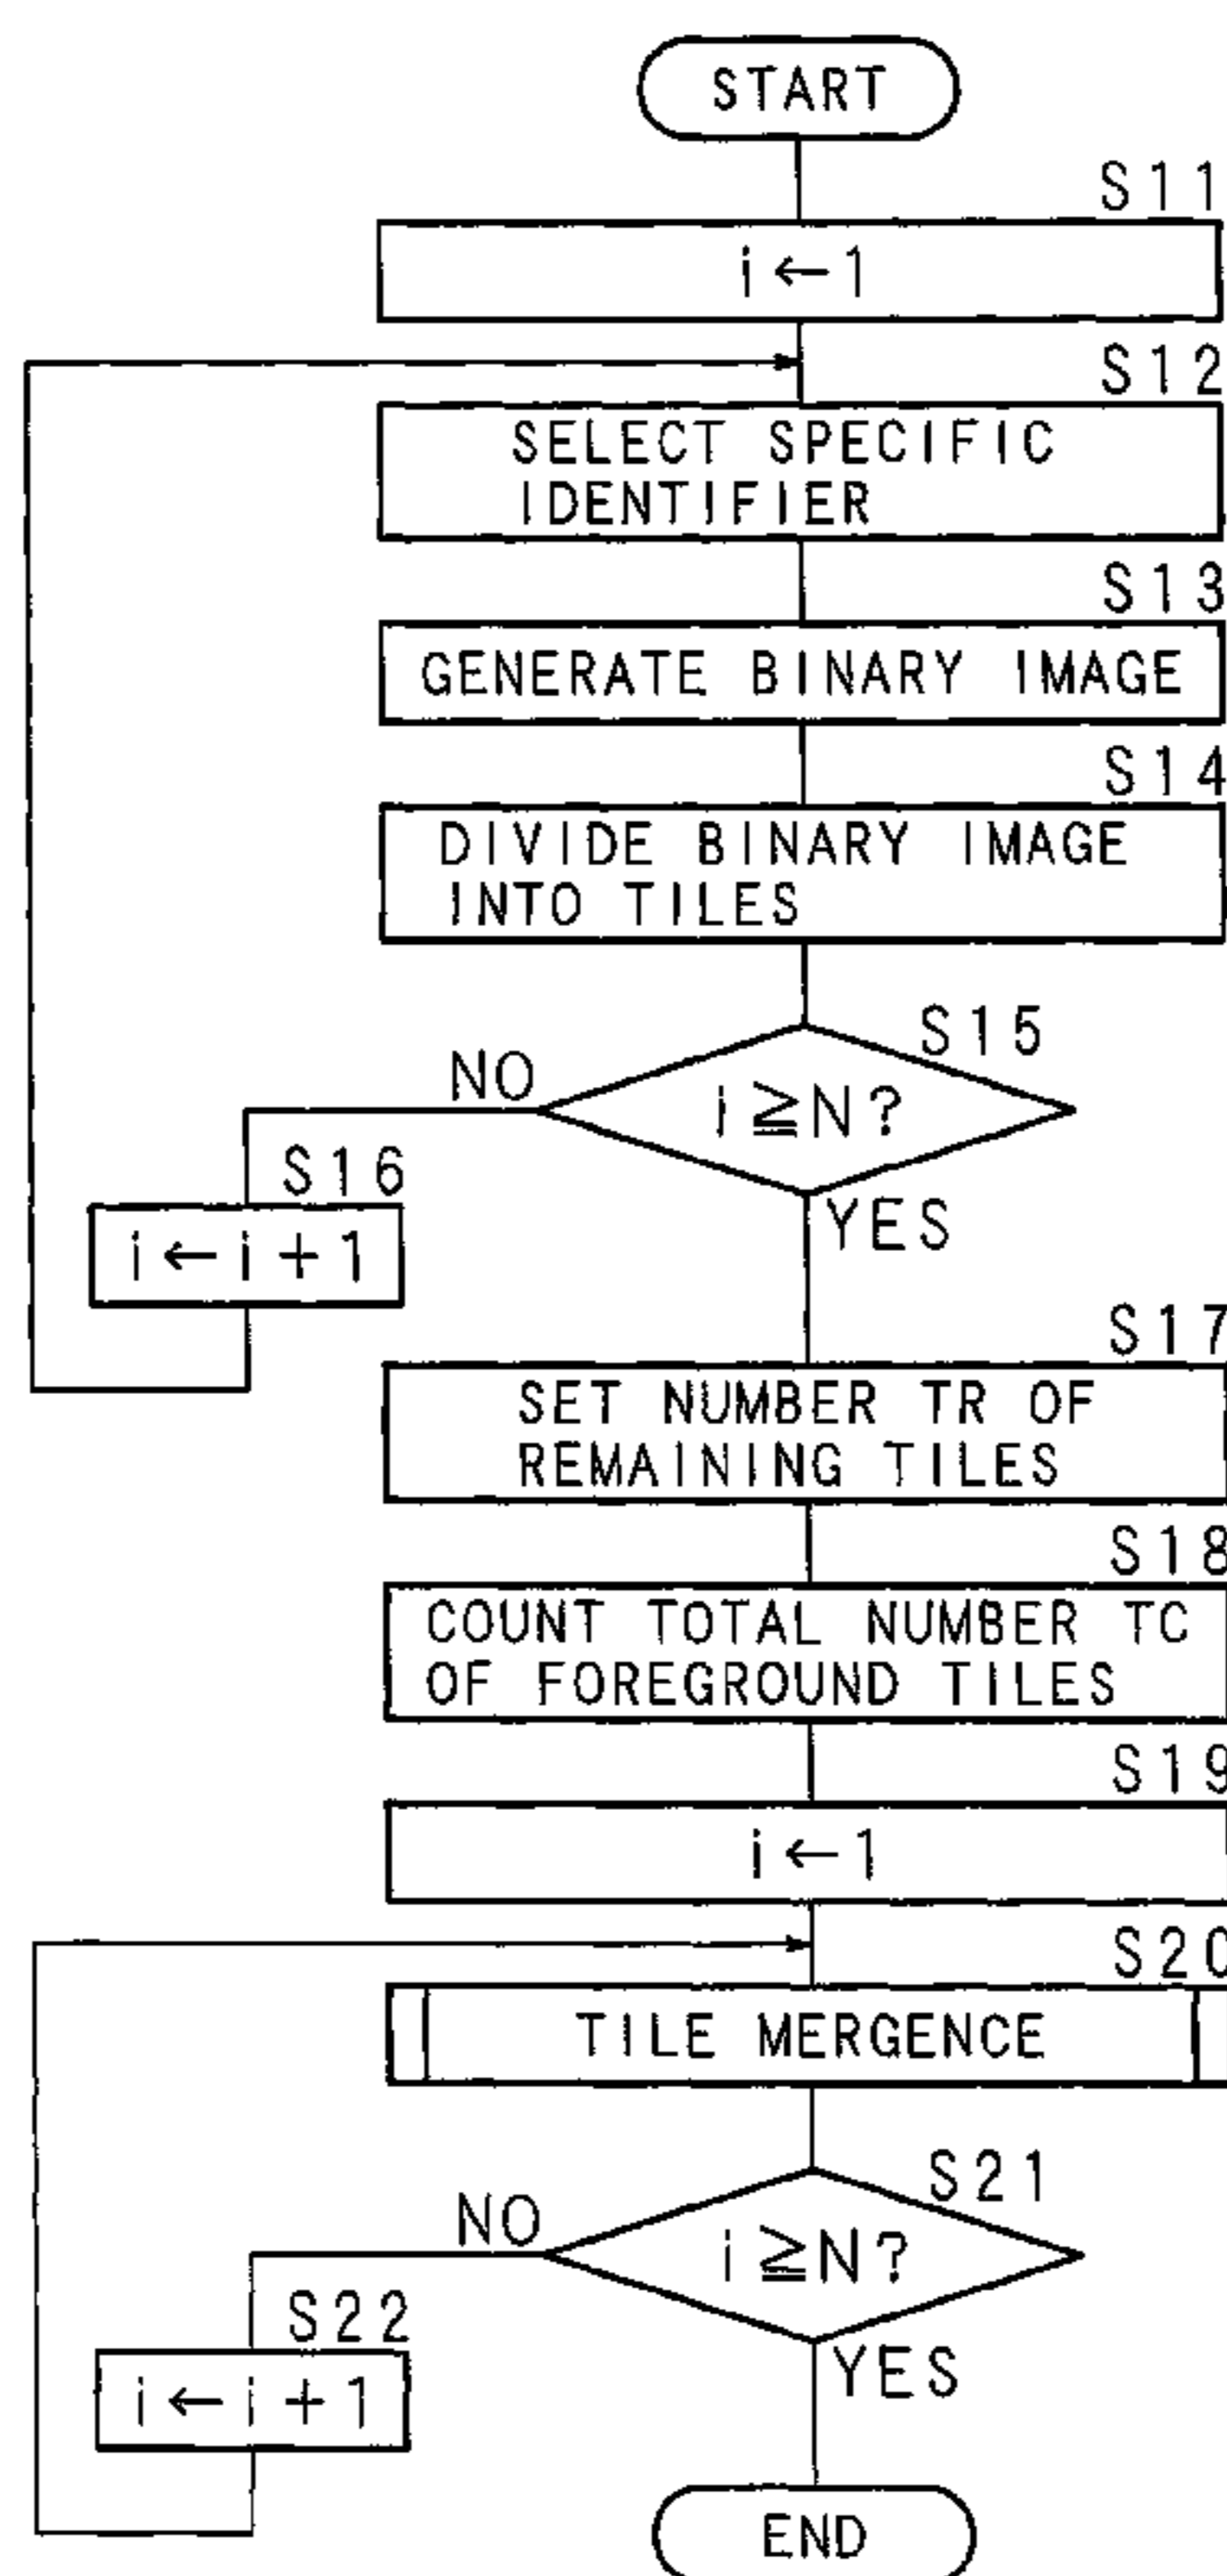 START
S11
i←1
S12
SELECT SPECIFIC
IDENTIFIER
S13
GENERATE BINARY IMAGE
S14
DIVIDE BINARY IMAGE
INTO TILES
S15
NO
i≧N?
S16
YES
i←i+1
S17
SET NUMBER TR OF
REMAINING TILES
S18
COUNT TOTAL NUMBER TC
OF FOREGROUND TILES
S19
i←1
S20
TILE MERGENCE
S21
NO
i≧N?
S22
YES
i←i+1
END